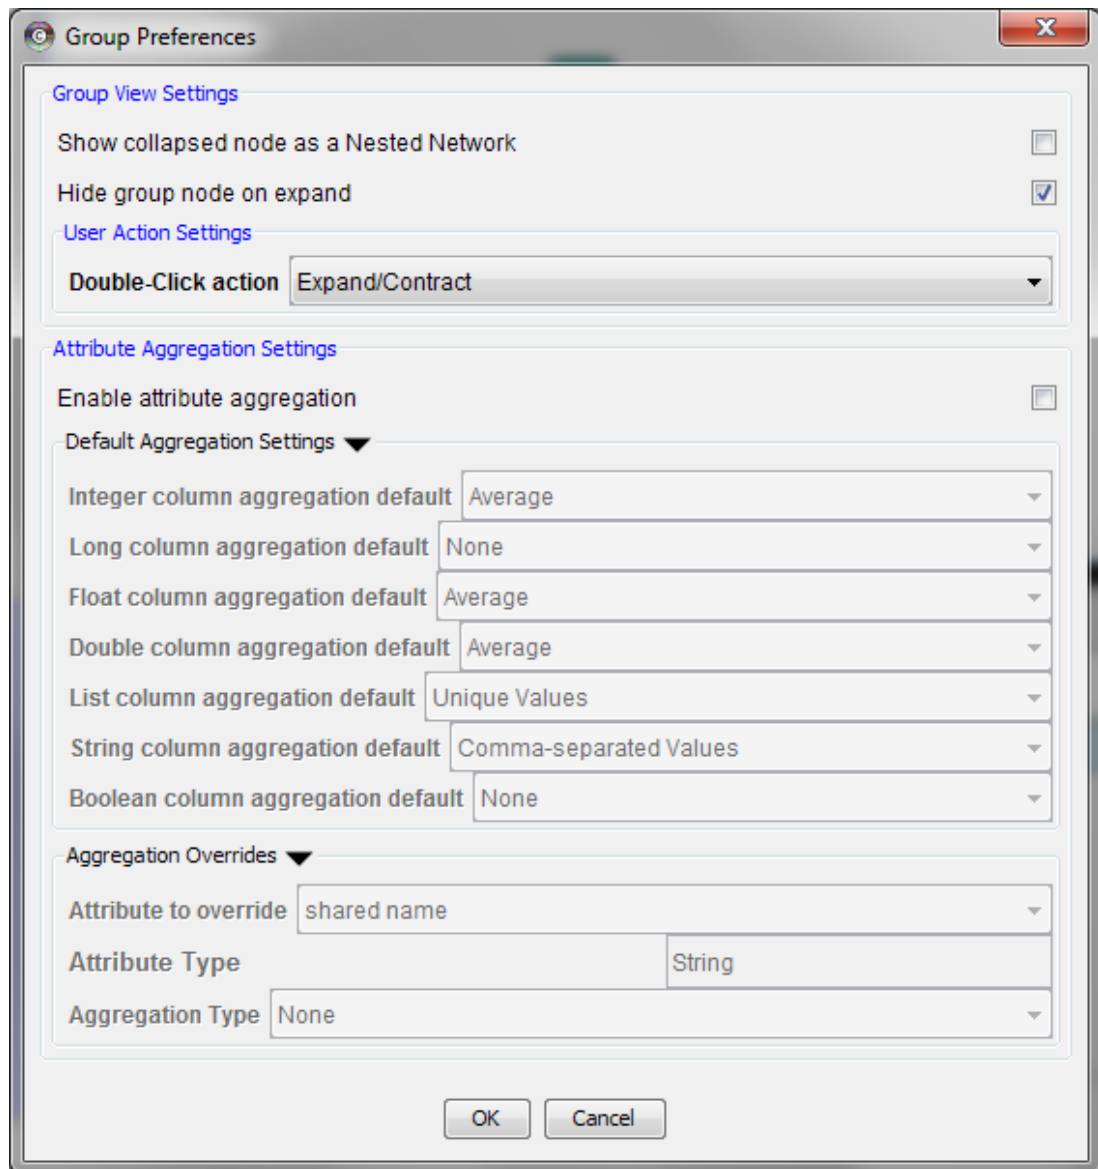 Group Preferences
Group View Settings
Show collapsed node as a Nested Network
Hide group node on expand
User Action Settings
Double-Click action Expand/Contract
Attribute Aggregation Settings
Enable attribute aggregation
Default Aggregation Settings
Integer column aggregation default Average
Long column aggregation default None
Float column aggregation default Average
Double column aggregation default Average
List column aggregation default Unique Values
String column aggregation default Comma-separated Values
Boolean column aggregation default None
Aggregation Overrides
Attribute to override shared name
Attribute Type String
Aggregation Type None
OK Cancel